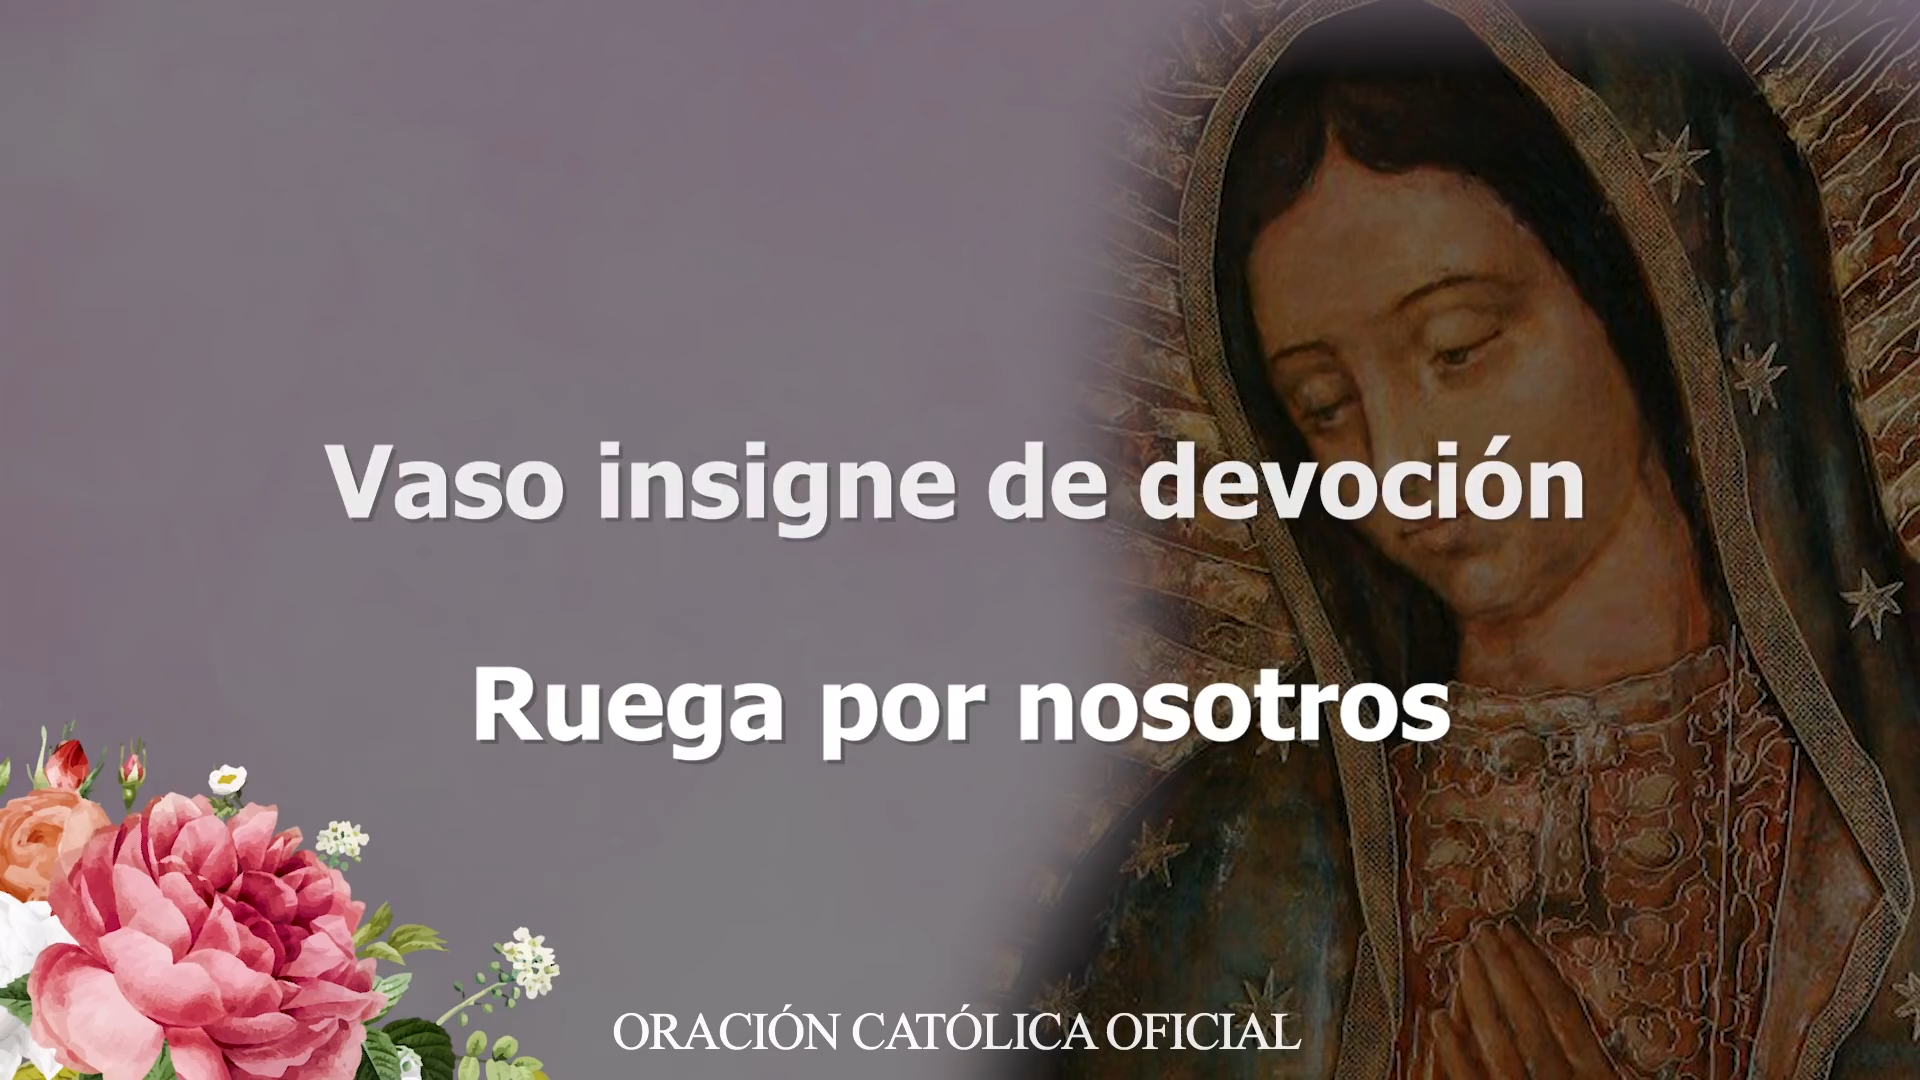 Vaso insigne de devoción
Ruega por nosotros
ORACIÓN CATÓLICA OFICIAL